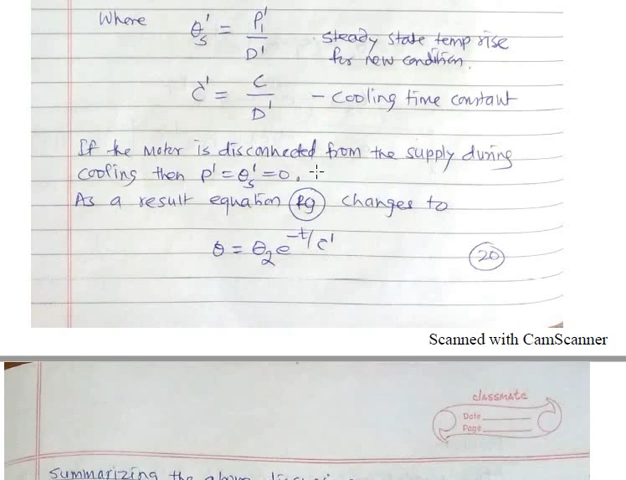 Where θs' = P1' / D' steady state temp rise
for new condition.
τ' = C / D' - Cooling time constant
If the motor is disconnected from the supply during
cooling then P' = θs' = 0.
As a result equation (19) changes to
θ = θ2 e^-t/τ' (20)
Scanned with CamScanner
classmate
Date
Page
Summarizing the above